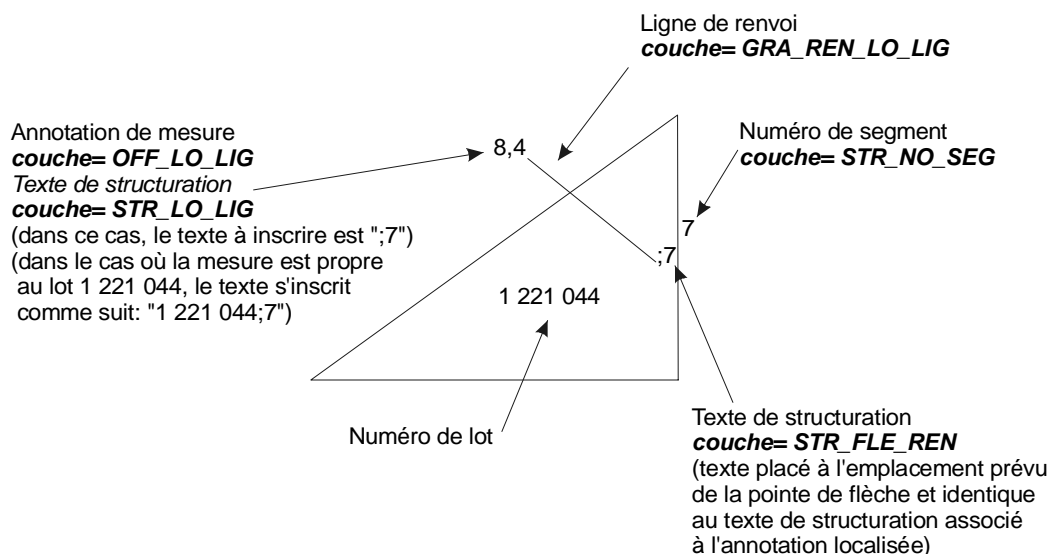 Ligne de renvoi
couche= GRA_REN_LO_LIG
Annotation de mesure
couche= OFF_LO_LIG
Texte de structuration
couche= STR_LO_LIG
(dans ce cas, le texte à inscrire est ";7")
(dans le cas où la mesure est propre
au lot 1 221 044, le texte s'inscrit
comme suit: "1 221 044;7")
8,4
Numéro de segment
couche= STR_NO_SEG
7
;7
1 221 044
Numéro de lot
Texte de structuration
couche= STR_FLE_REN
(texte placé à l'emplacement prévu
de la pointe de flèche et identique
au texte de structuration associé
à l'annotation localisée)